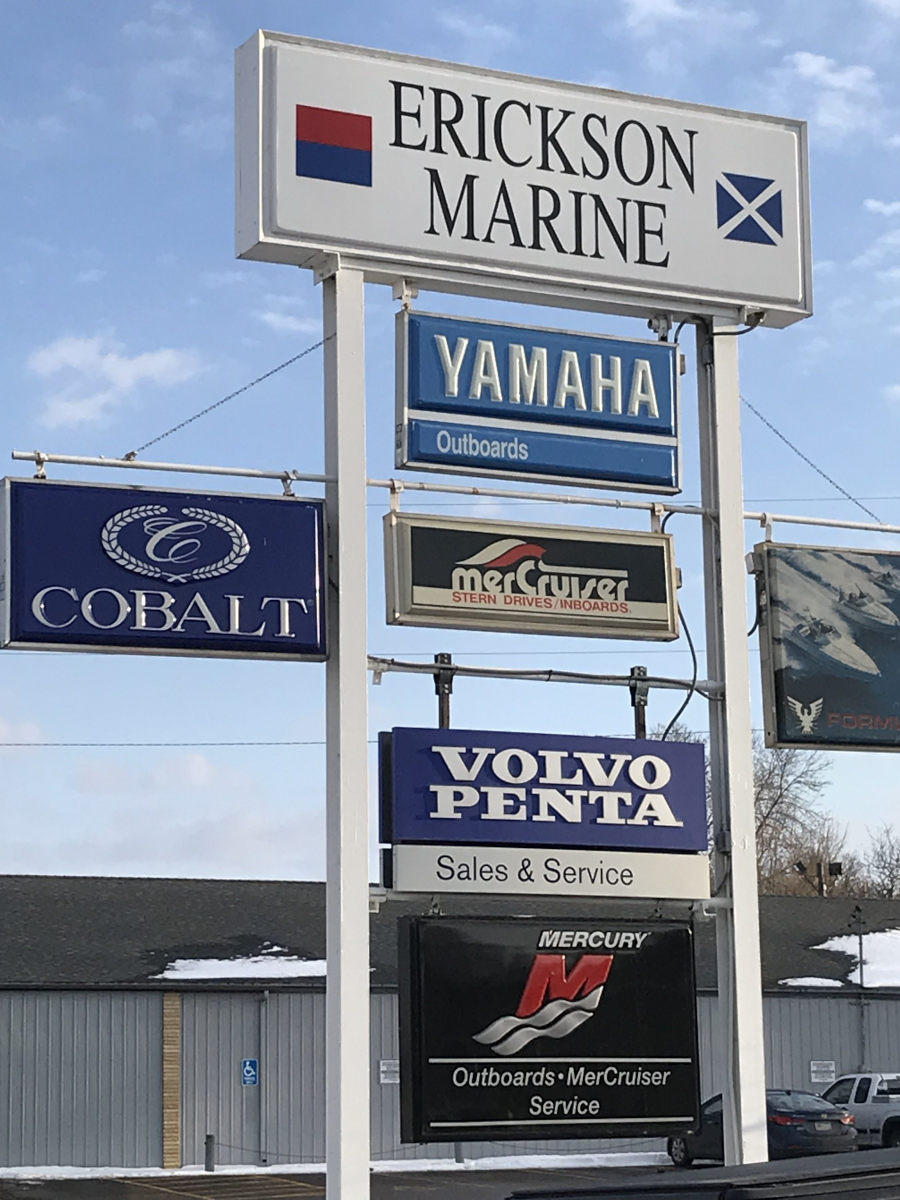 ERICKSON
MARINE
YAMAHA
Outboards
COBALT
merCruiser
STERN DRIVES/INBOARDS.
VOLVO
PENTA
Sales & Service
MERCURY
M
Outboards • MerCruiser
Service